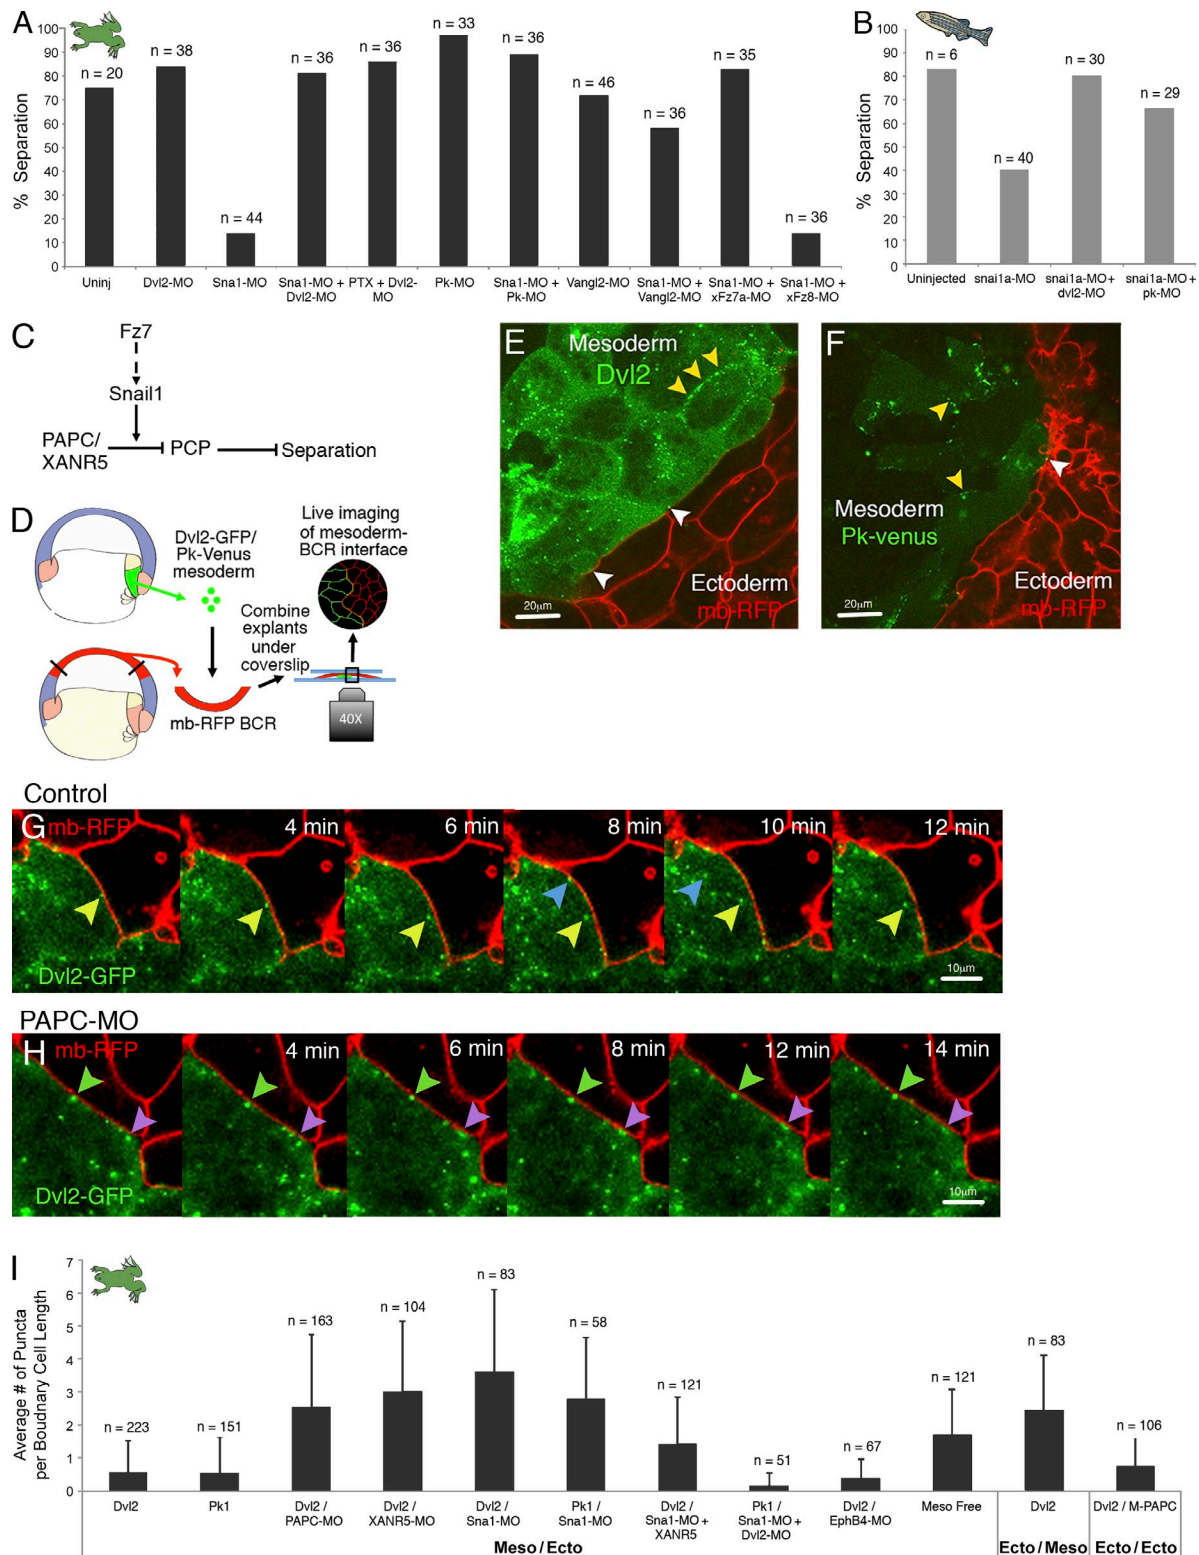 A
% Separation
100
90
80
70
60
50
40
30
20
10
0
n = 20
n = 38
n = 44
n = 36
n = 36
n = 33
n = 36
n = 46
n = 36
n = 35
n = 36
Uninj
Dvl2-MO
Sna1-MO
Sna1-MO +
Dvl2-MO
PTX + Dvl2-
MO
Pk-MO
Sna1-MO +
Pk-MO
Vangl2-MO
Sna1-MO +
Vangl2-MO
Sna1-MO +
xFz7a-MO
Sna1-MO +
xFz8-MO
B
% Separation
100
90
80
70
60
50
40
30
20
10
0
n = 6
n = 40
n = 30
n = 29
Uninjected
snai1a-MO
snai1a-MO+
dvl2-MO
snai1a-MO +
pk-MO
C
Fz7
Snail1
PAPC/
XANR5
PCP
Separation
D
Dvl2-GFP/
Pk-Venus
mesoderm
Live imaging
of mesoderm-
BCR interface
Combine
explants
under
coverslip
mb-RFP BCR
40X
E
Mesoderm
Dvl2
Ectoderm
mb-RFP
20μm
F
Mesoderm
Pk-venus
Ectoderm
mb-RFP
20μm
Control
G
mb-RFP
4 min
6 min
8 min
10 min
12 min
Dvl2-GFP
10μm
PAPC-MO
H
mb-RFP
4 min
6 min
8 min
12 min
14 min
Dvl2-GFP
10μm
I
Average # of Puncta
per Boudnary Cell Length
7
6
5
4
3
2
1
0
n = 223
n = 151
n = 163
n = 104
n = 83
n = 58
n = 121
n = 51
n = 67
n = 121
n = 83
n = 106
Dvl2
Pk1
Dvl2 /
PAPC-MO
Dvl2 /
XANR5-MO
Dvl2 /
Sna1-MO
Pk1 /
Sna1-MO
Dvl2 /
Sna1-MO +
XANR5
Pk1 /
Sna1-MO +
Dvl2-MO
Dvl2 /
EphB4-MO
Meso Free
Dvl2
Dvl2 / M-PAPC
Meso / Ecto
Ecto / Meso
Ecto / Ecto